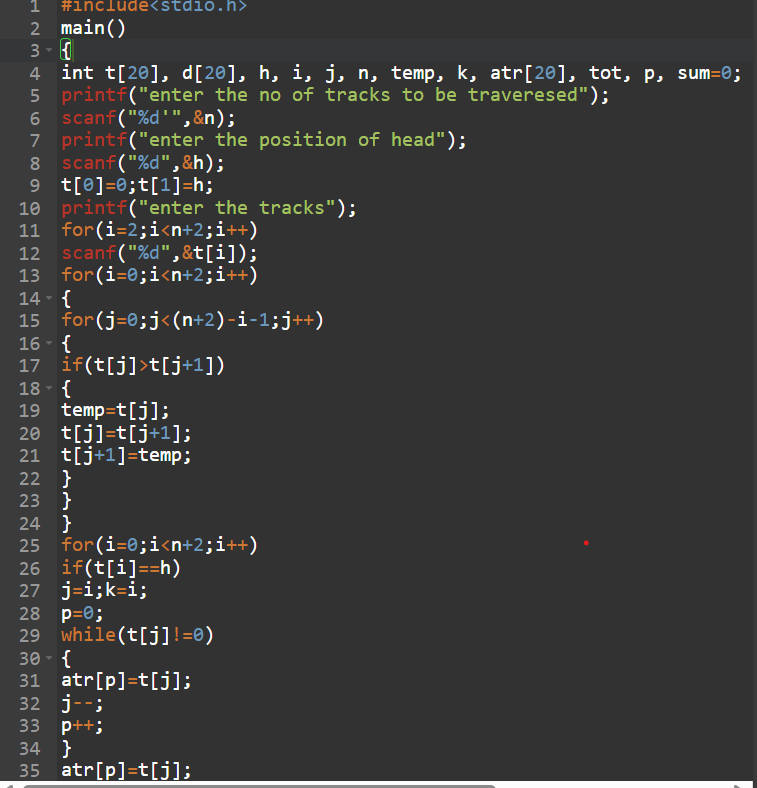 1 #include<stdio.h>
2 main()
3 {
4 int t[20], d[20], h, i, j, n, temp, k, atr[20], tot, p, sum=0;
5 printf("enter the no of tracks to be traveresed");
6 scanf("%d'",&n);
7 printf("enter the position of head");
8 scanf("%d",&h);
9 t[0]=0;t[1]=h;
10 printf("enter the tracks");
11 for(i=2;i<n+2;i++)
12 scanf("%d",&t[i]);
13 for(i=0;i<n+2;i++)
14 {
15 for(j=0;j<(n+2)-i-1;j++)
16 {
17 if(t[j]>t[j+1])
18 {
19 temp=t[j];
20 t[j]=t[j+1];
21 t[j+1]=temp;
22 }
23 }
24 }
25 for(i=0;i<n+2;i++)
26 if(t[i]==h)
27 j=i;k=i;
28 p=0;
29 while(t[j]!=0)
30 {
31 atr[p]=t[j];
32 j--;
33 p++;
34 }
35 atr[p]=t[j];